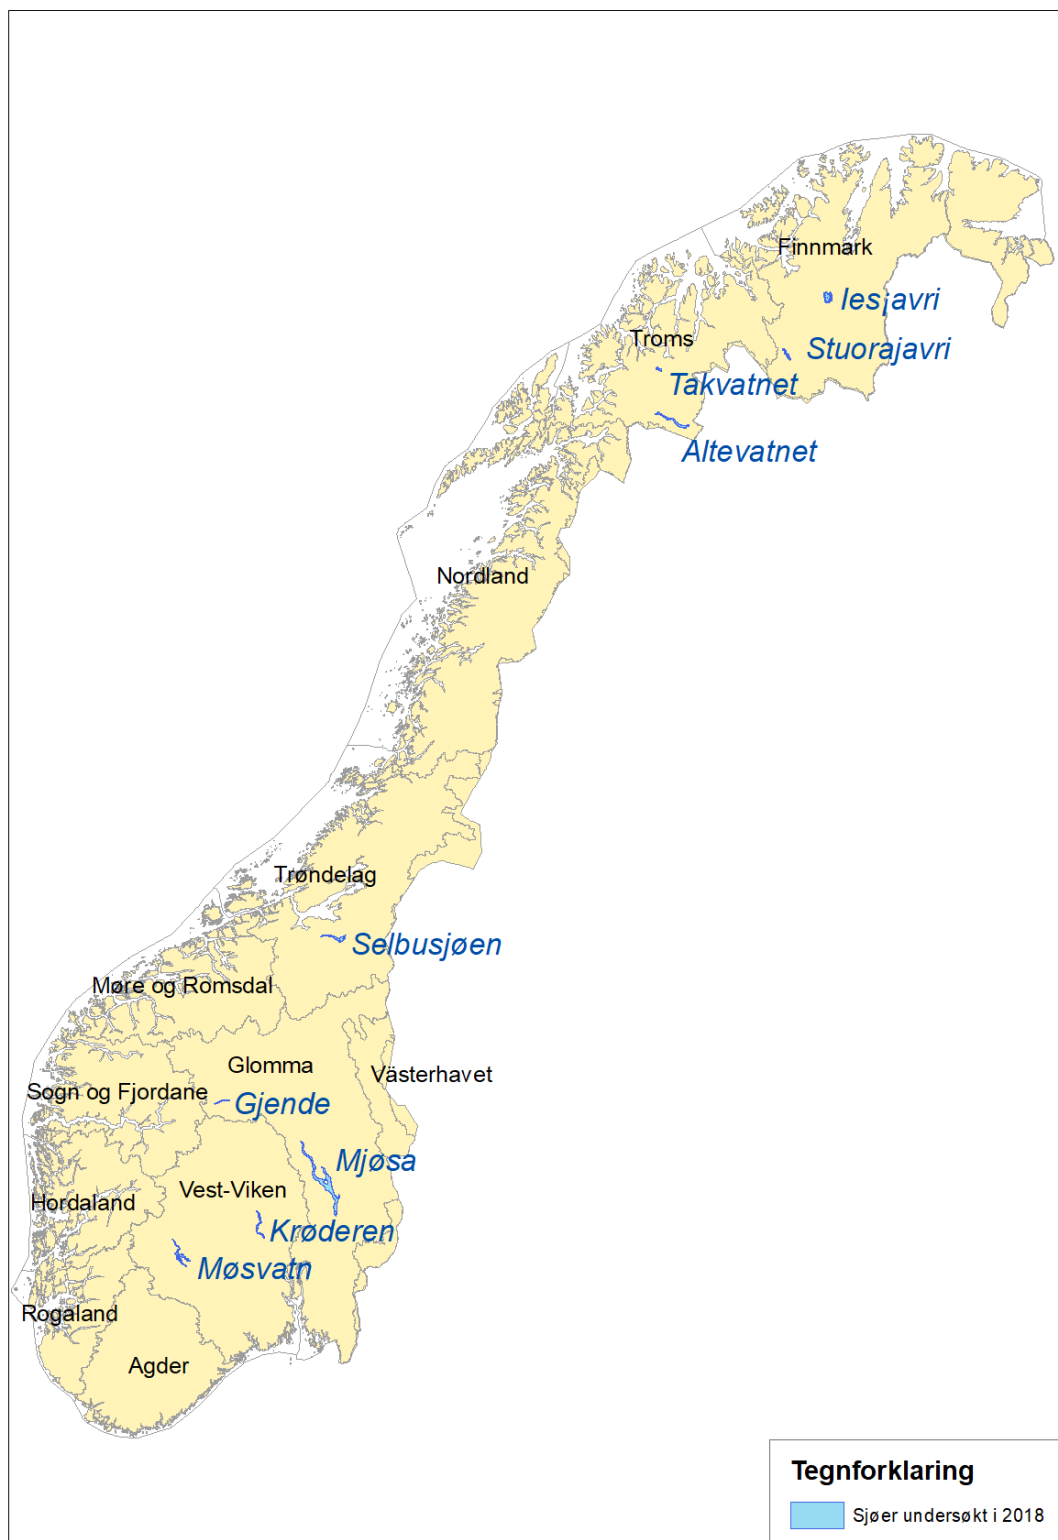 Finnmark
Iesjavri
Troms
Stuorajavri
Takvatnet
Altevatnet
Nordland
Trøndelag
Selbusjøen
Møre og Romsdal
Glomma
Västerhavet
Sogn og Fjordane
Gjende
Mjøsa
Vest-Viken
Hordaland
Krøderen
Møsvatn
Rogaland
Agder
Tegnforklaring
Sjøer undersøkt i 2018